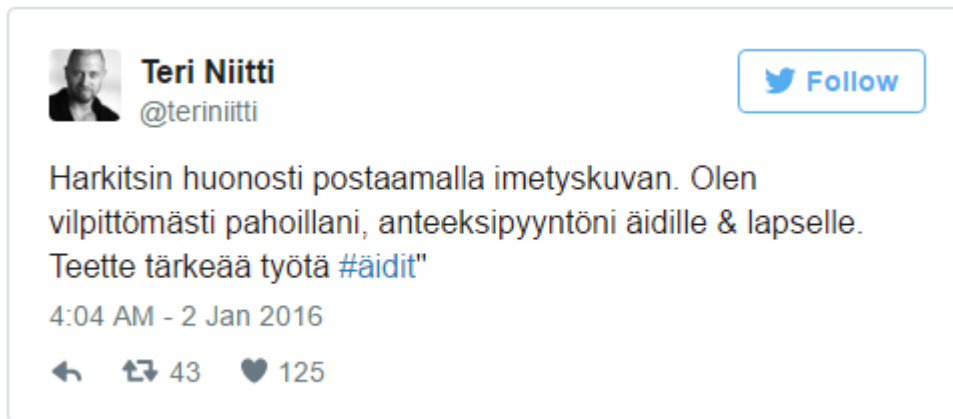 Teri Niitti
@teriniitti
Follow
Harkitsin huonosti postaamalla imetyskuvan. Olen
vilpittömästi pahoillani, anteeksipyyntöni äidille & lapselle.
Teette tärkeää työtä #äidit"
4:04 AM - 2 Jan 2016
43 125